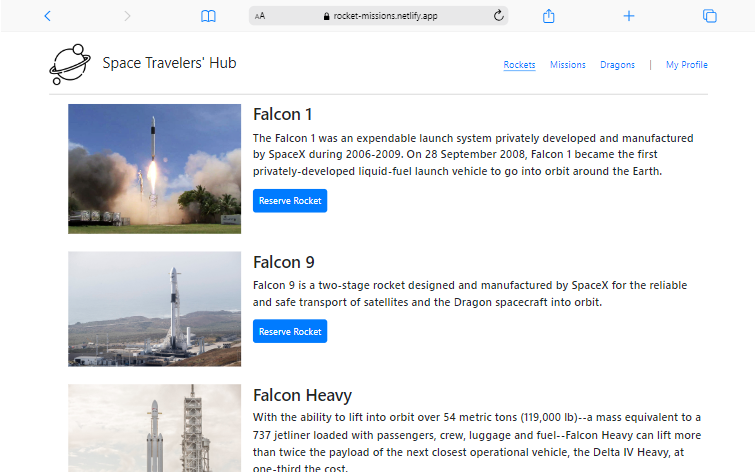 AA rocket-missions.netlify.app
Space Travelers' Hub
Rockets Missions Dragons | My Profile
Falcon 1
The Falcon 1 was an expendable launch system privately developed and manufactured
by SpaceX during 2006-2009. On 28 September 2008, Falcon 1 became the first
privately-developed liquid-fuel launch vehicle to go into orbit around the Earth.
Reserve Rocket
Falcon 9
Falcon 9 is a two-stage rocket designed and manufactured by SpaceX for the reliable
and safe transport of satellites and the Dragon spacecraft into orbit.
Reserve Rocket
Falcon Heavy
With the ability to lift into orbit over 54 metric tons (119,000 lb)--a mass equivalent to a
737 jetliner loaded with passengers, crew, luggage and fuel--Falcon Heavy can lift more
than twice the payload of the next closest operational vehicle, the Delta IV Heavy, at
one-third the cost.